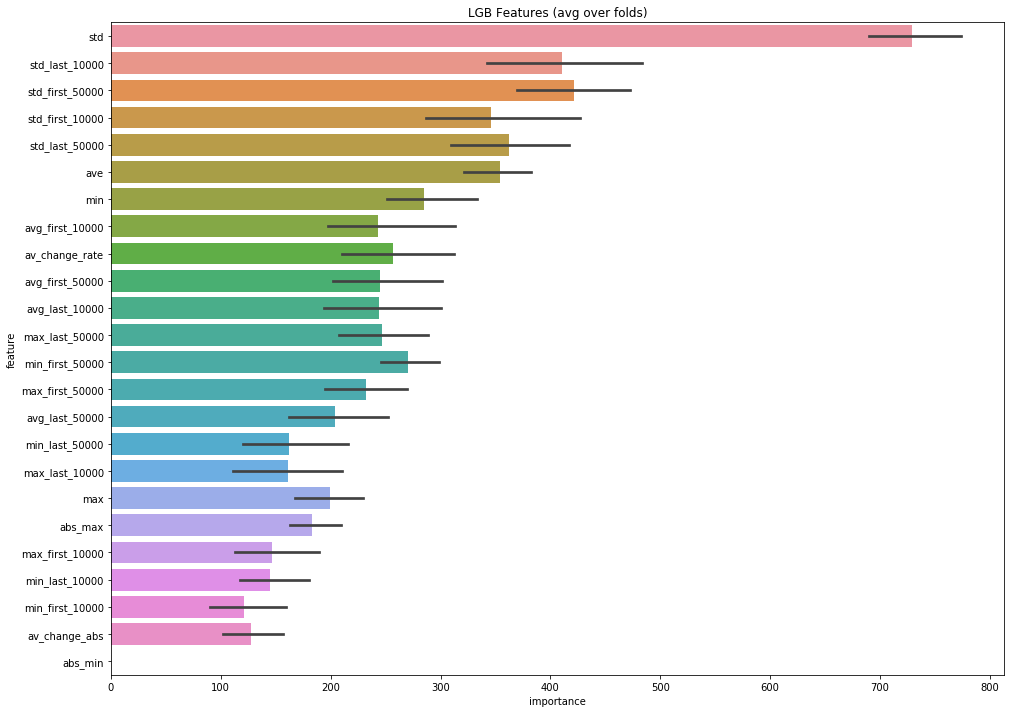 LGB Features (avg over folds)
std
std_last_10000
std_first_50000
std_first_10000
std_last_50000
ave
min
avg_first_10000
av_change_rate
avg_first_50000
avg_last_10000
max_last_50000
min_first_50000
max_first_50000
avg_last_50000
min_last_50000
max_last_10000
max
abs_max
max_first_10000
min_last_10000
min_first_10000
av_change_abs
abs_min
feature
0 100 200 300 400 500 600 700 800
importance